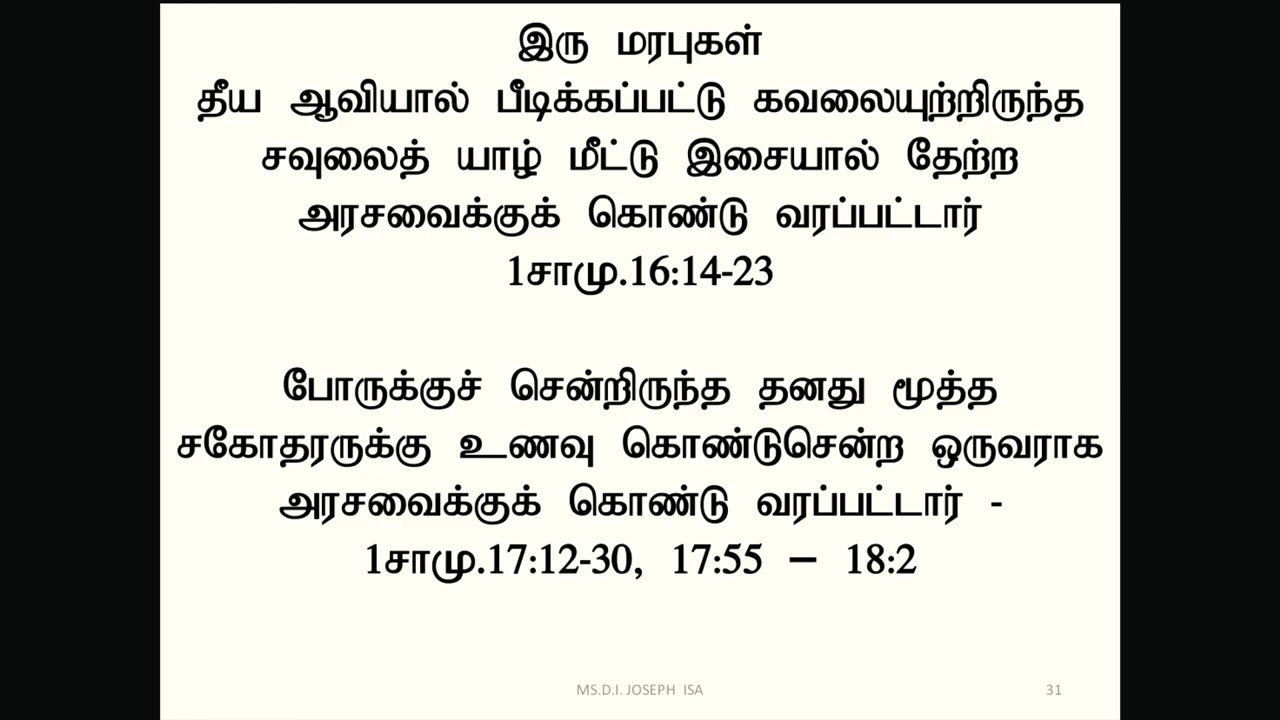 இரு மரபுகள்
தீய ஆவியால் பீடிக்கப்பட்டு கவலையுற்றிருந்த
சவுலைத் யாழ் மீட்டு இசையால் தேற்ற
அரசவைக்குக் கொண்டு வரப்பட்டார்
1சாமு.16:14-23
போருக்குச் சென்றிருந்த தனது மூத்த
சகோதரருக்கு உணவு கொண்டுசென்ற ஒருவராக
அரசவைக்குக் கொண்டு வரப்பட்டார் -
1சாமு.17:12-30, 17:55 – 18:2
MS.D.I. JOSEPH ISA
31